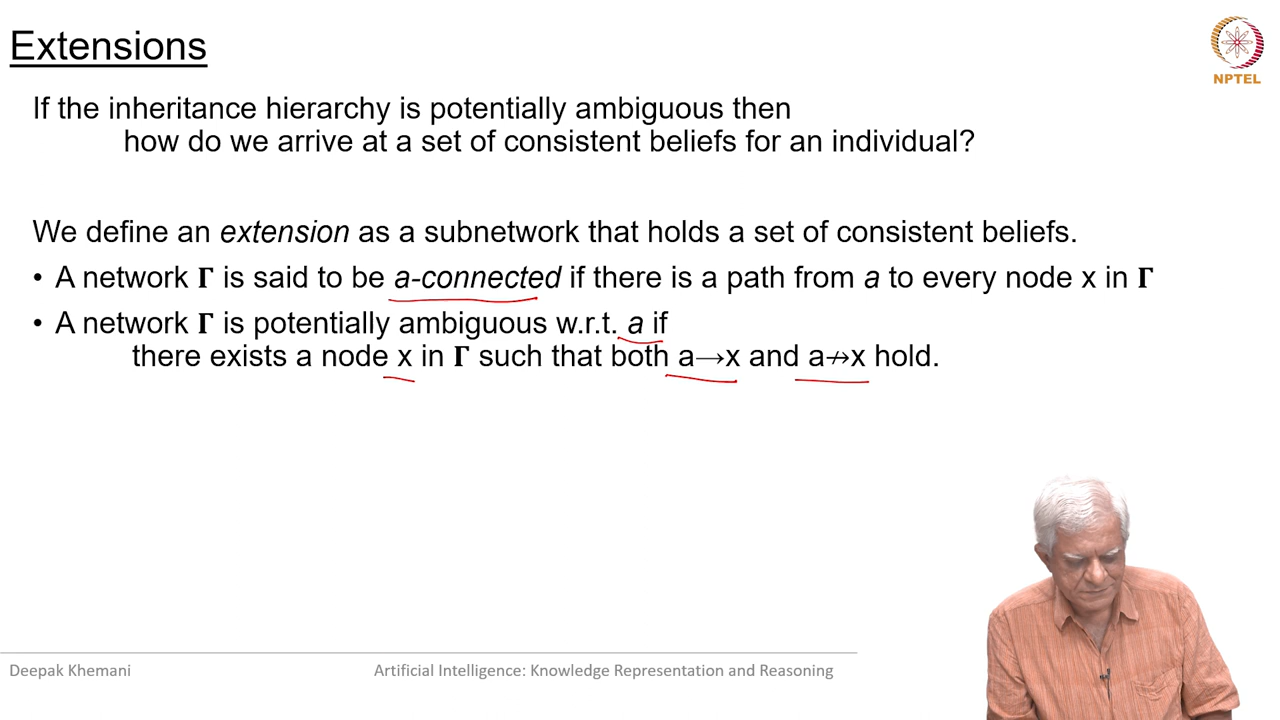 Extensions
NPTEL
If the inheritance hierarchy is potentially ambiguous then
how do we arrive at a set of consistent beliefs for an individual?
We define an extension as a subnetwork that holds a set of consistent beliefs.
• A network Γ is said to be a-connected if there is a path from a to every node x in Γ
• A network Γ is potentially ambiguous w.r.t. a if
there exists a node x in Γ such that both a→x and a↛x hold.
Deepak Khemani
Artificial Intelligence: Knowledge Representation and Reasoning